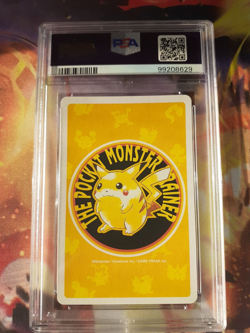 PSA
99208629
THE POCKET MONSTER TRAINER